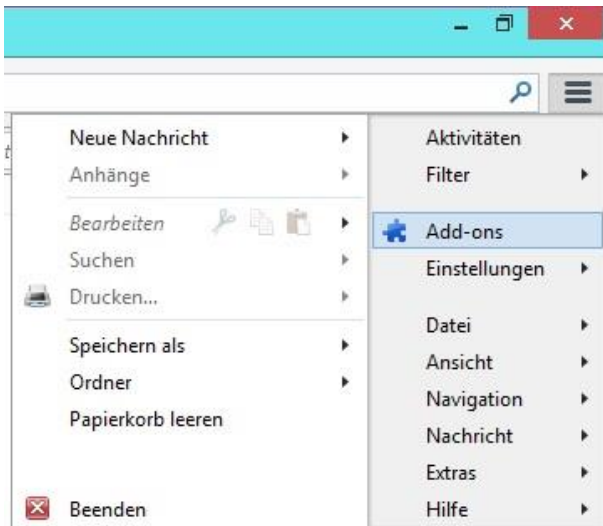 Neue Nachricht
Anhänge
Bearbeiten
Suchen
Drucken...
Speichern als
Ordner
Papierkorb leeren
Beenden
Aktivitäten
Filter
Add-ons
Einstellungen
Datei
Ansicht
Navigation
Nachricht
Extras
Hilfe